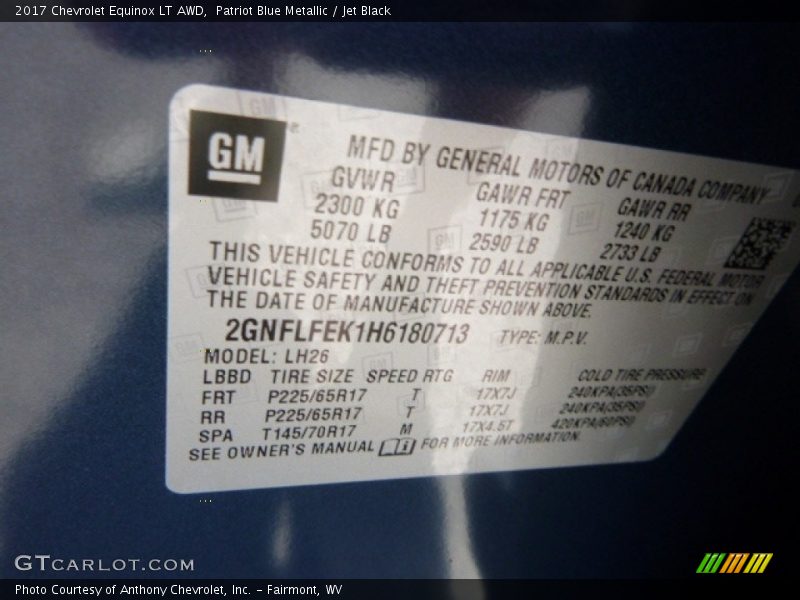 2017 Chevrolet Equinox LT AWD,  Patriot Blue Metallic / Jet Black
GM
MFD BY GENERAL MOTORS OF CANADA COMPANY
GVWR GAWR FRT GAWR RR
2300 KG 1175 KG 1240 KG
5070 LB 2590 LB 2733 LB
THIS VEHICLE CONFORMS TO ALL APPLICABLE U.S. FEDERAL MOTOR
VEHICLE SAFETY AND THEFT PREVENTION STANDARDS IN EFFECT ON
THE DATE OF MANUFACTURE SHOWN ABOVE.
2GNFLFEK1H6180713 TYPE: M.P.V.
MODEL: LH26
LBBD TIRE SIZE SPEED RTG RIM COLD TIRE PRESSURE
FRT P225/65R17 T 17X7J 240KPA(35PSI)
RR P225/65R17 T 17X7J 240KPA(35PSI)
SPA T145/70R17 M 17X4.5T 420KPA(60PSI)
SEE OWNER'S MANUAL FOR MORE INFORMATION.
GTCARLOT.COM
Photo Courtesy of Anthony Chevrolet, Inc. – Fairmont, WV